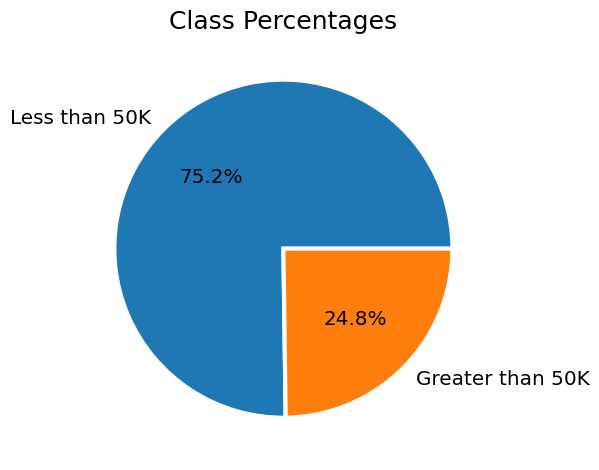 Class Percentages
Less than 50K
75.2%
24.8%
Greater than 50K